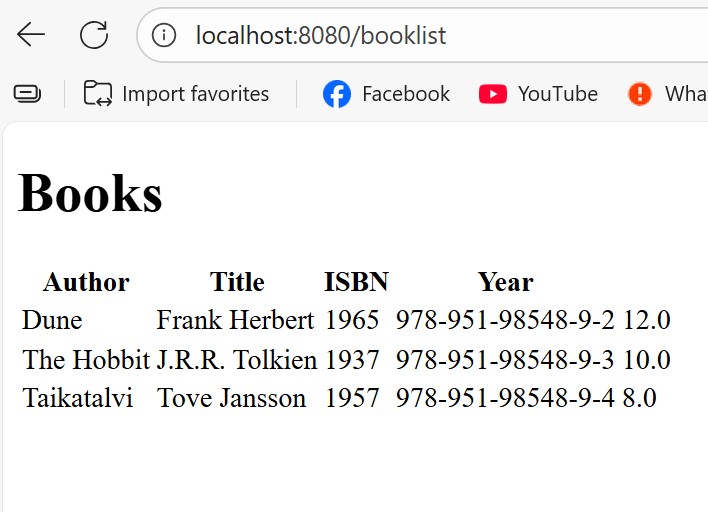 localhost:8080/booklist
Import favorites Facebook YouTube Wha
Books
Author Title ISBN Year
Dune Frank Herbert 1965 978-951-98548-9-2 12.0
The Hobbit J.R.R. Tolkien 1937 978-951-98548-9-3 10.0
Taikatalvi Tove Jansson 1957 978-951-98548-9-4 8.0